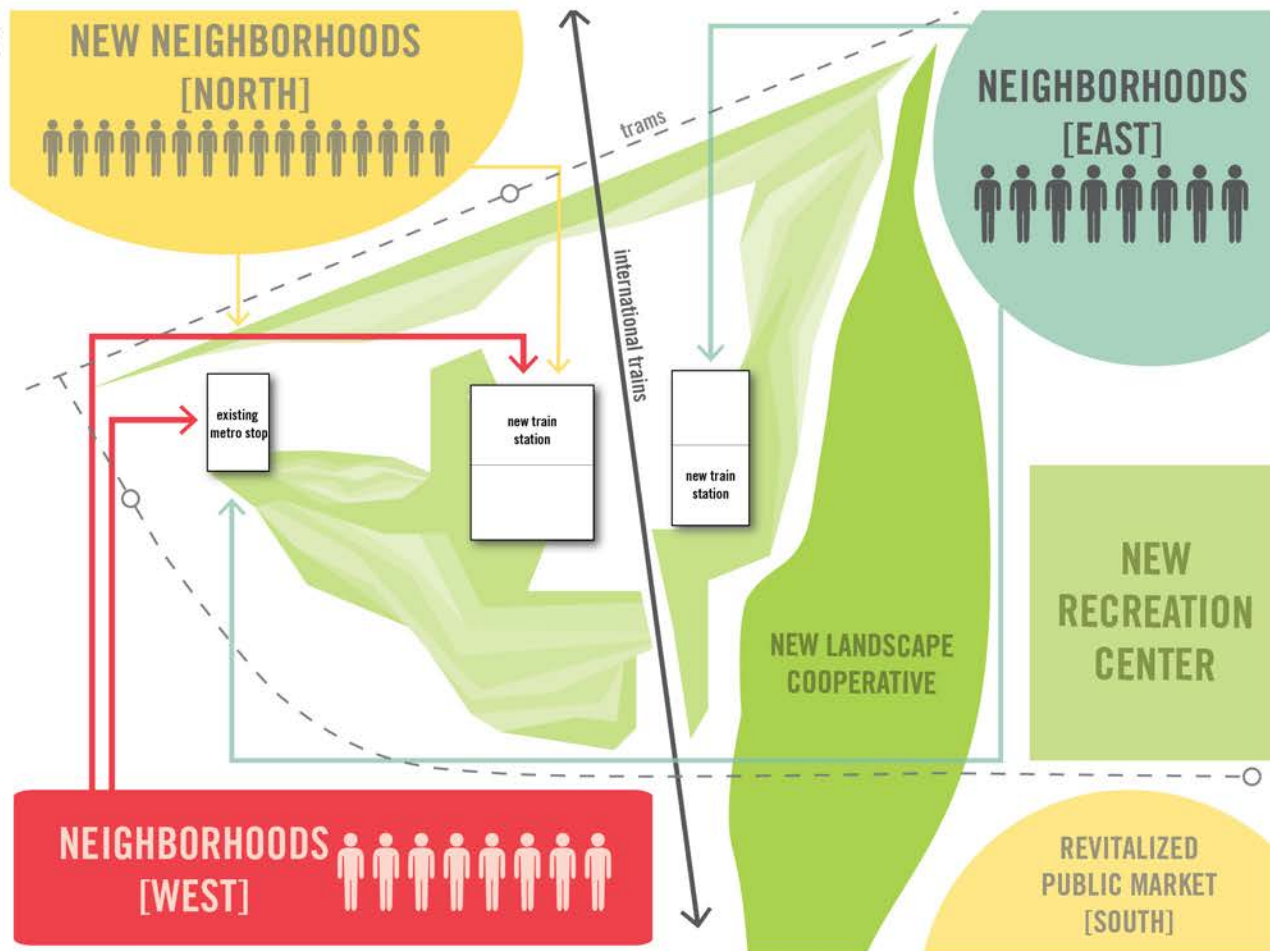 NEW NEIGHBORHOODS
[NORTH]
trams
NEIGHBORHOODS
[EAST]
international trains
existing
metro stop
new train
station
new train
station
NEW
RECREATION
CENTER
NEW LANDSCAPE
COOPERATIVE
NEIGHBORHOODS
[WEST]
REVITALIZED
PUBLIC MARKET
[SOUTH]